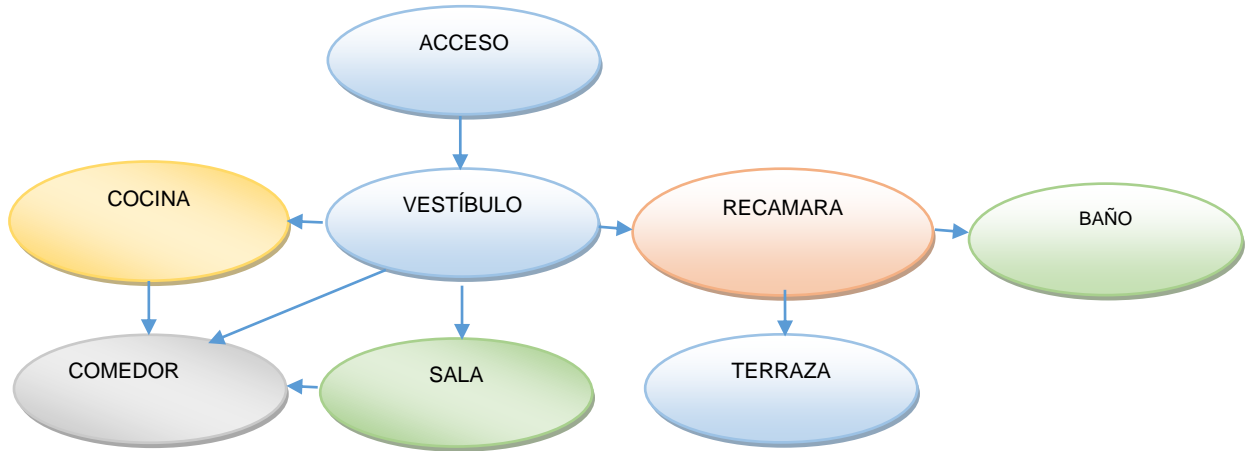 ACCESO
COCINA
VESTÍBULO
RECAMARA
BAÑO
COMEDOR
SALA
TERRAZA